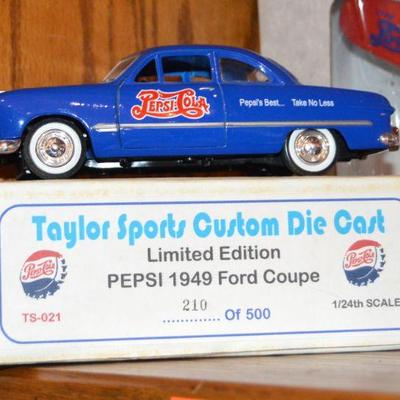 PEPSI-COLA
Pepsi's Best... Take No Less
Taylor Sports Custom Die Cast
Limited Edition
PEPSI 1949 Ford Coupe
210
............... Of 500
PEPSI-COLA
TS-021
PEPSI-COLA
1/24th SCALE